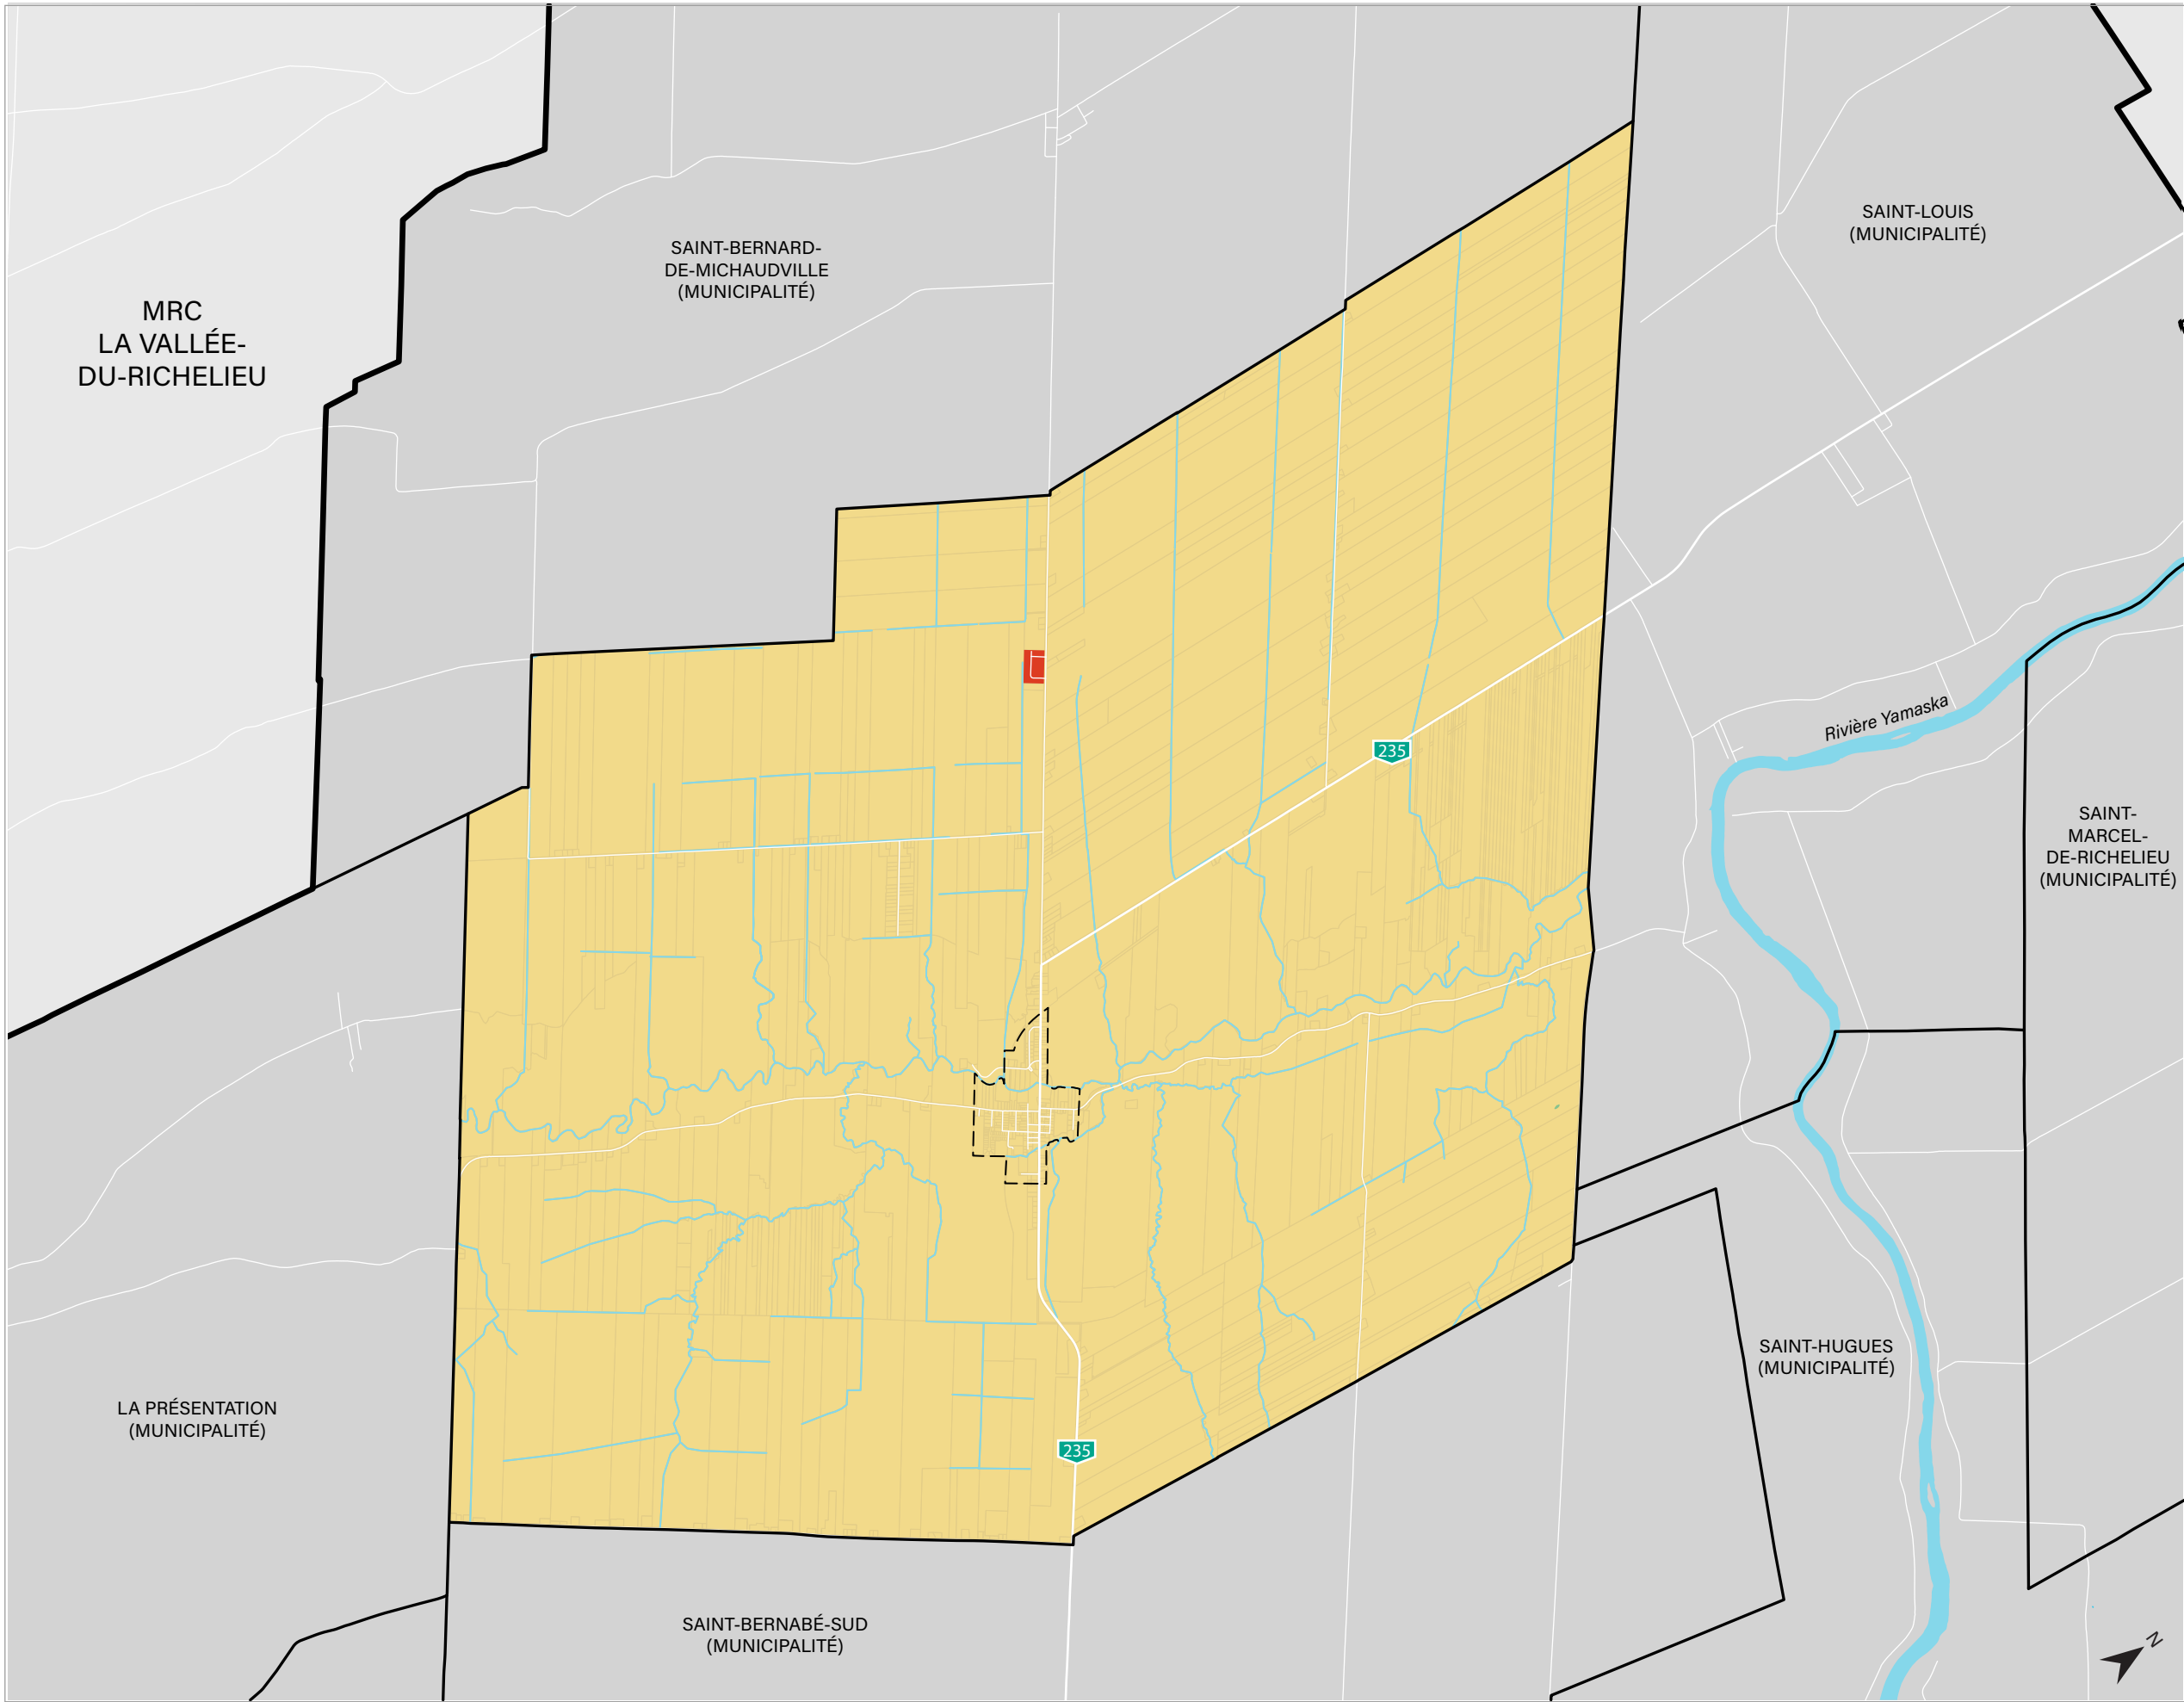 SAINT-LOUIS
(MUNICIPALITÉ)
SAINT-BERNARD-
DE-MICHAUDVILLE
(MUNICIPALITÉ)
MRC
LA VALLÉE-
DU-RICHELIEU
Rivière Yamaska
235
SAINT-
MARCEL-
DE-RICHELIEU
(MUNICIPALITÉ)
SAINT-HUGUES
(MUNICIPALITÉ)
LA PRÉSENTATION
(MUNICIPALITÉ)
235
SAINT-BERNABÉ-SUD
(MUNICIPALITÉ)
N